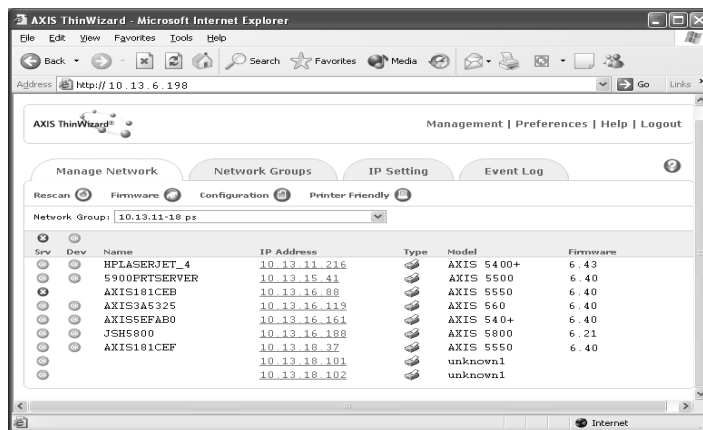 AXIS ThinWizard - Microsoft Internet Explorer
File Edit View Favorites Tools Help
Back Search Favorites Media
Address http://10.13.6.198 Go Links
AXIS ThinWizard® Management | Preferences | Help | Logout
Manage Network Network Groups IP Setting Event Log
Rescan Firmware Configuration Printer Friendly
Network Group: 10.13.11-18 ps
Srv Dev Name IP Address Type Model Firmware
HPLASERJET_4 10.13.11.216 AXIS 5400+ 6.43
5900PRTSERVER 10.13.15.41 AXIS 5500 6.40
AXIS181CEB 10.13.16.88 AXIS 5550 6.40
AXIS3A5325 10.13.16.119 AXIS 560 6.40
AXIS5EFAB0 10.13.16.161 AXIS 540+ 6.40
JSH5800 10.13.16.188 AXIS 5800 6.21
AXIS181CEF 10.13.18.37 AXIS 5550 6.40
10.13.18.101 unknown1
10.13.18.102 unknown1
Internet